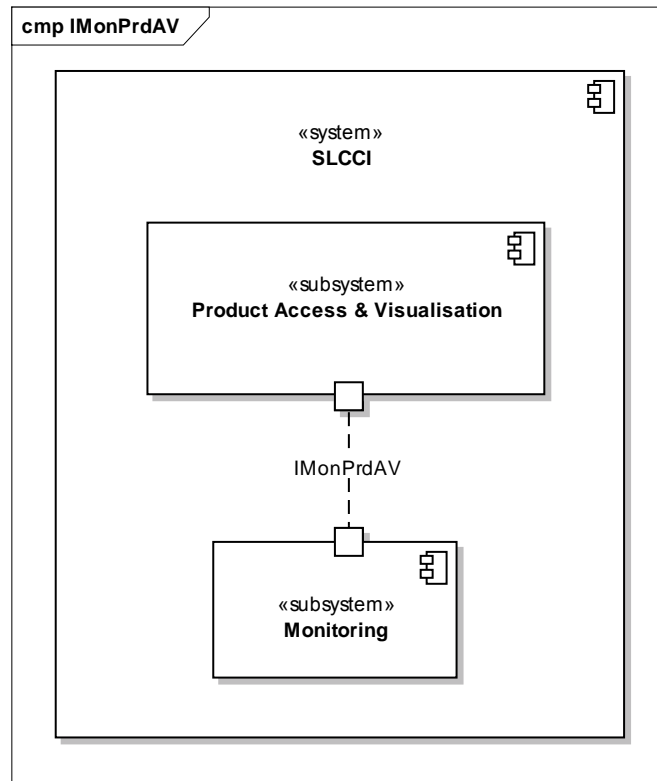 cmp IMonPrdAV
«system»
SLCCI
«subsystem»
Product Access & Visualisation
IMonPrdAV
«subsystem»
Monitoring